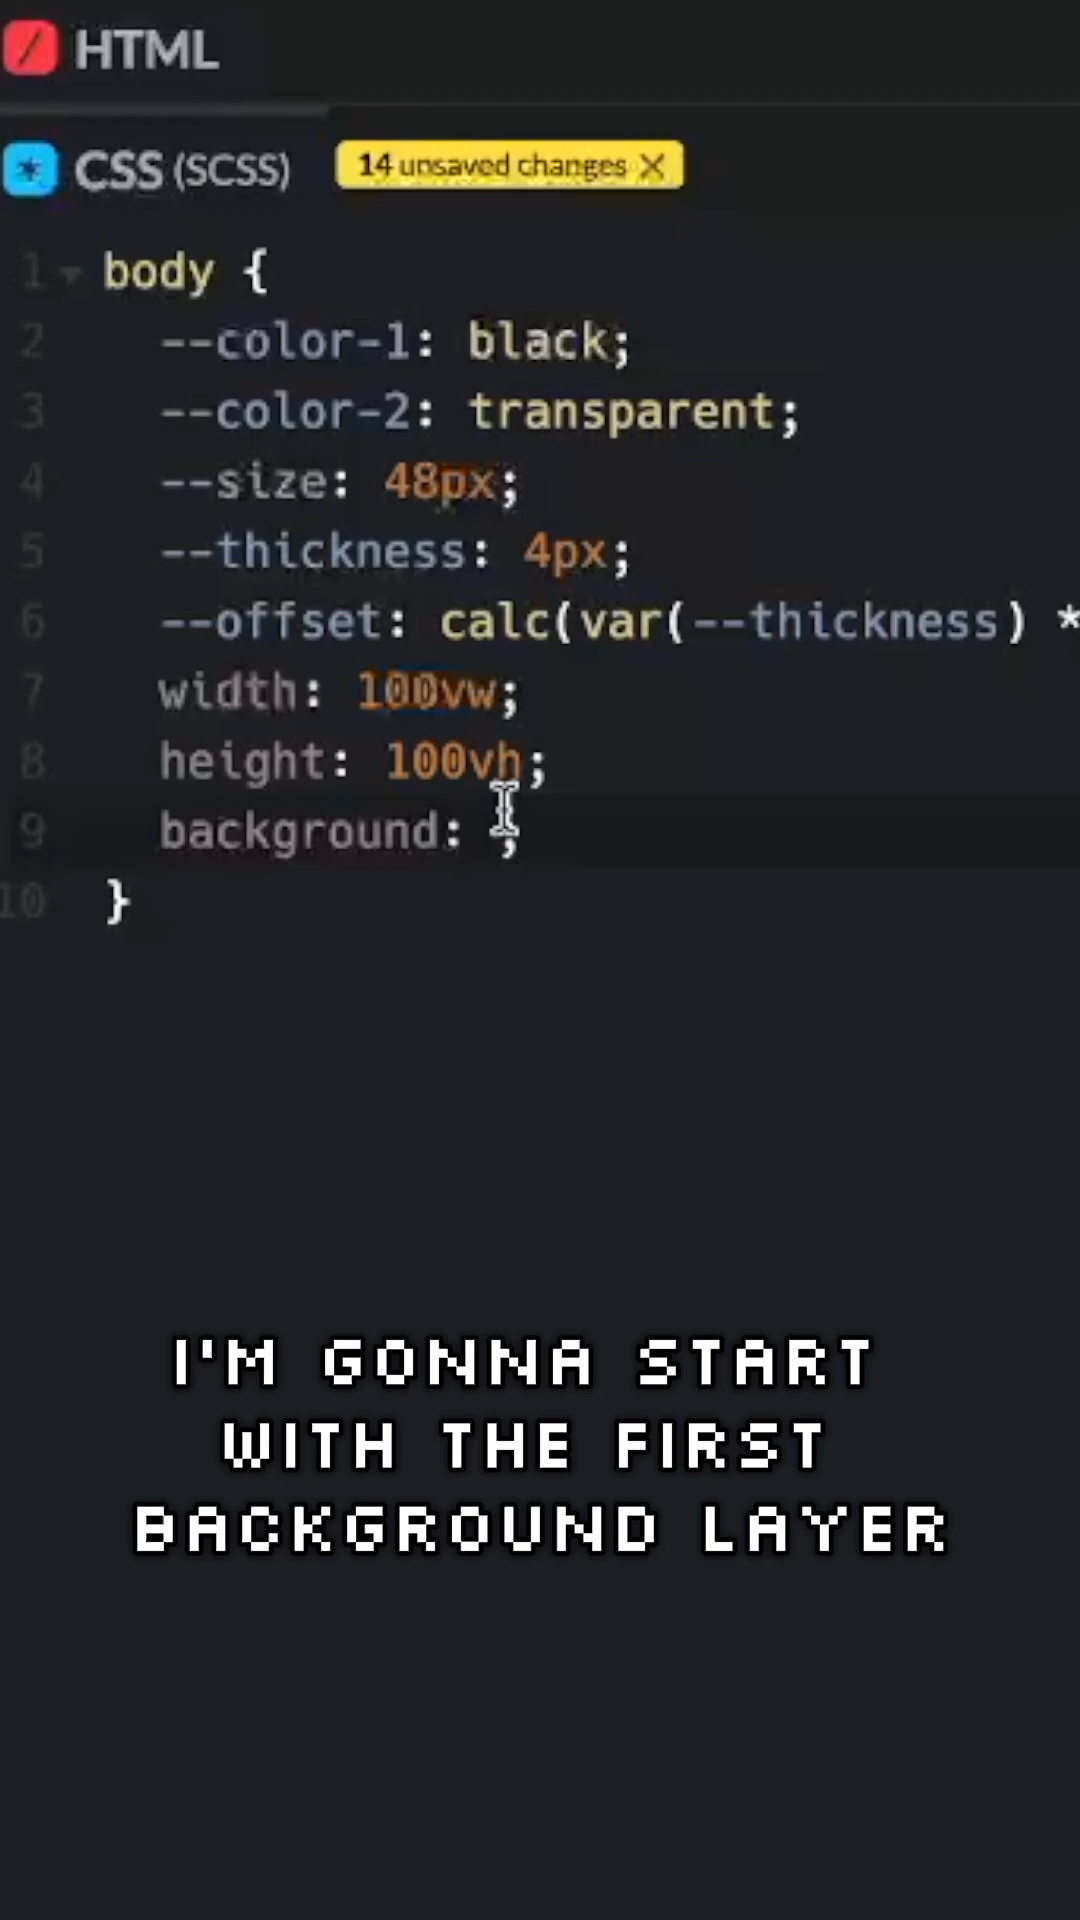 HTML
CSS (SCSS) 14 unsaved changes X
1 body {
2 --color-1: black;
3 --color-2: transparent;
4 --size: 48px;
5 --thickness: 4px;
6 --offset: calc(var(--thickness) *
7 width: 100vw;
8 height: 100vh;
9 background: ;
10 }
I'M GONNA START
WITH THE FIRST
BACKGROUND LAYER